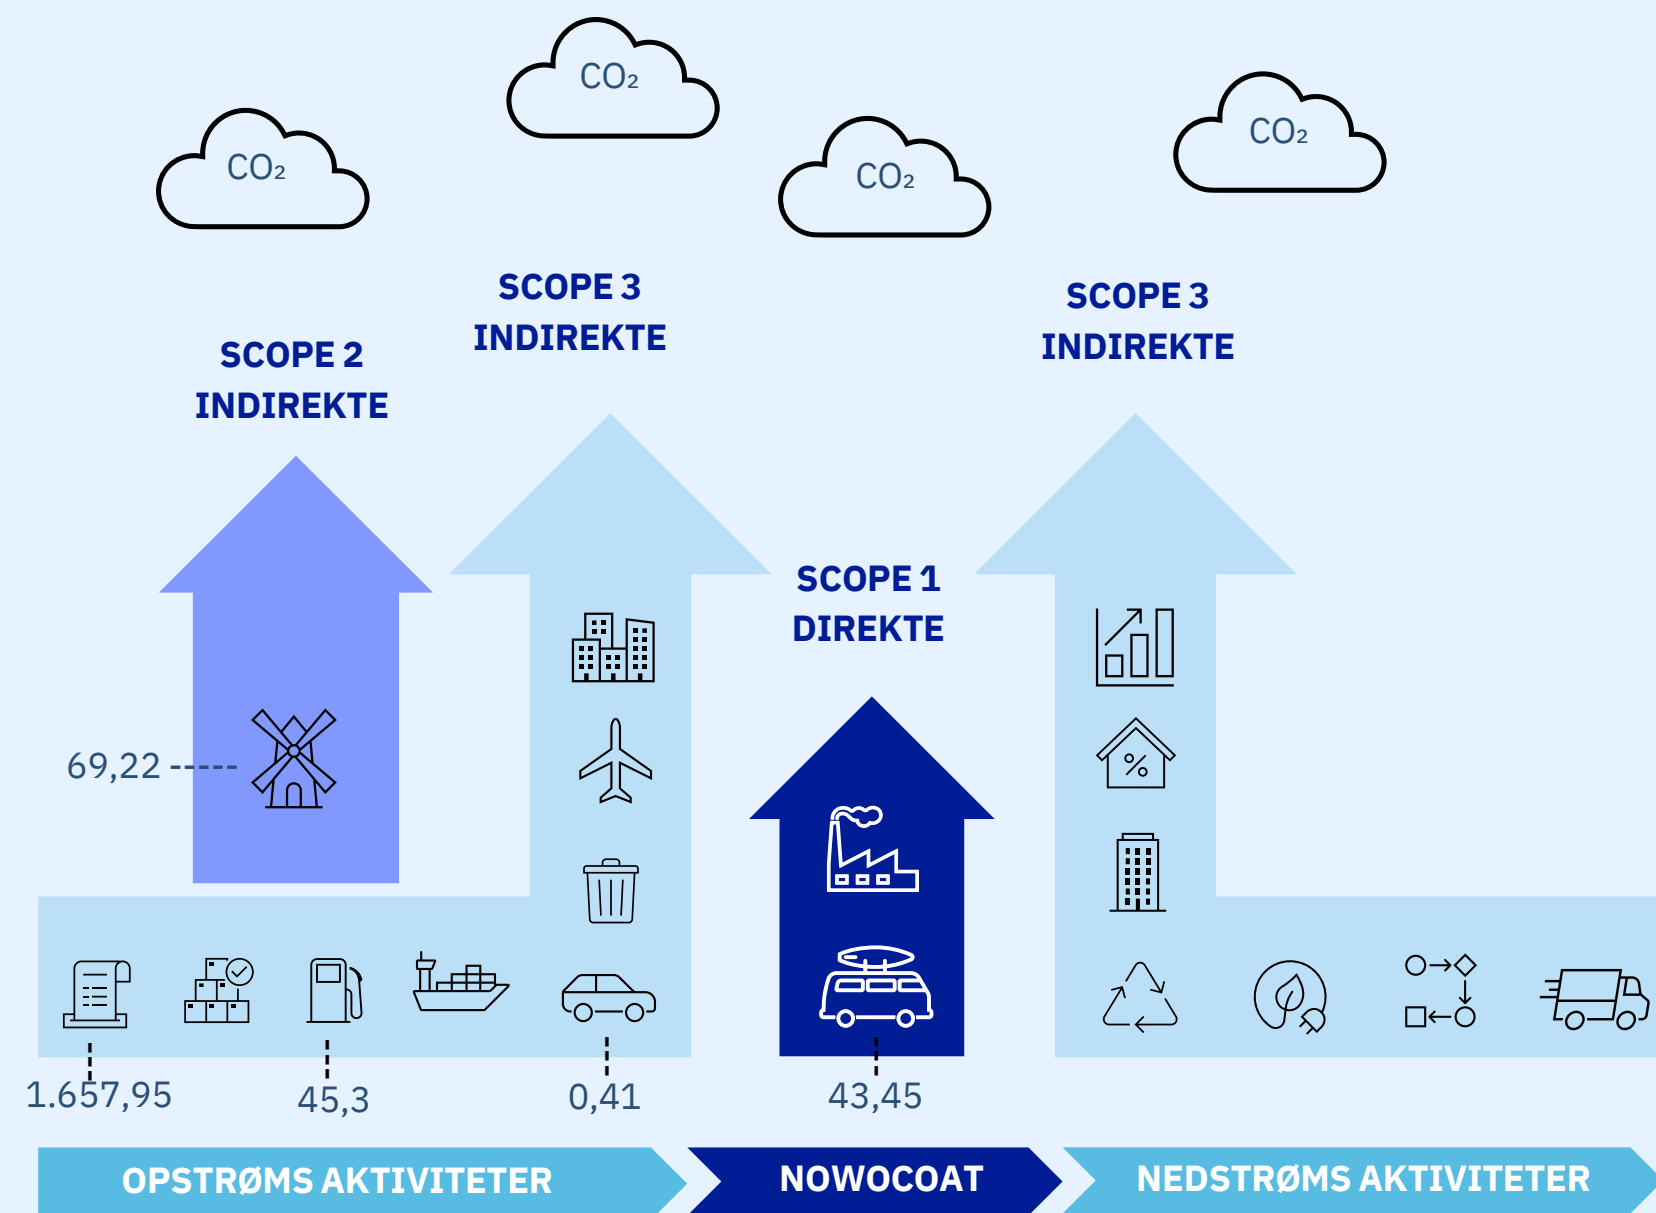 CO₂
CO₂
CO₂
CO₂
SCOPE 3
INDIREKTE
SCOPE 3
INDIREKTE
SCOPE 2
INDIREKTE
SCOPE 1
DIREKTE
69,22
1.657,95
45,3
0,41
43,45
OPSTRØMS AKTIVITETER
NOWOCOAT
NEDSTRØMS AKTIVITETER